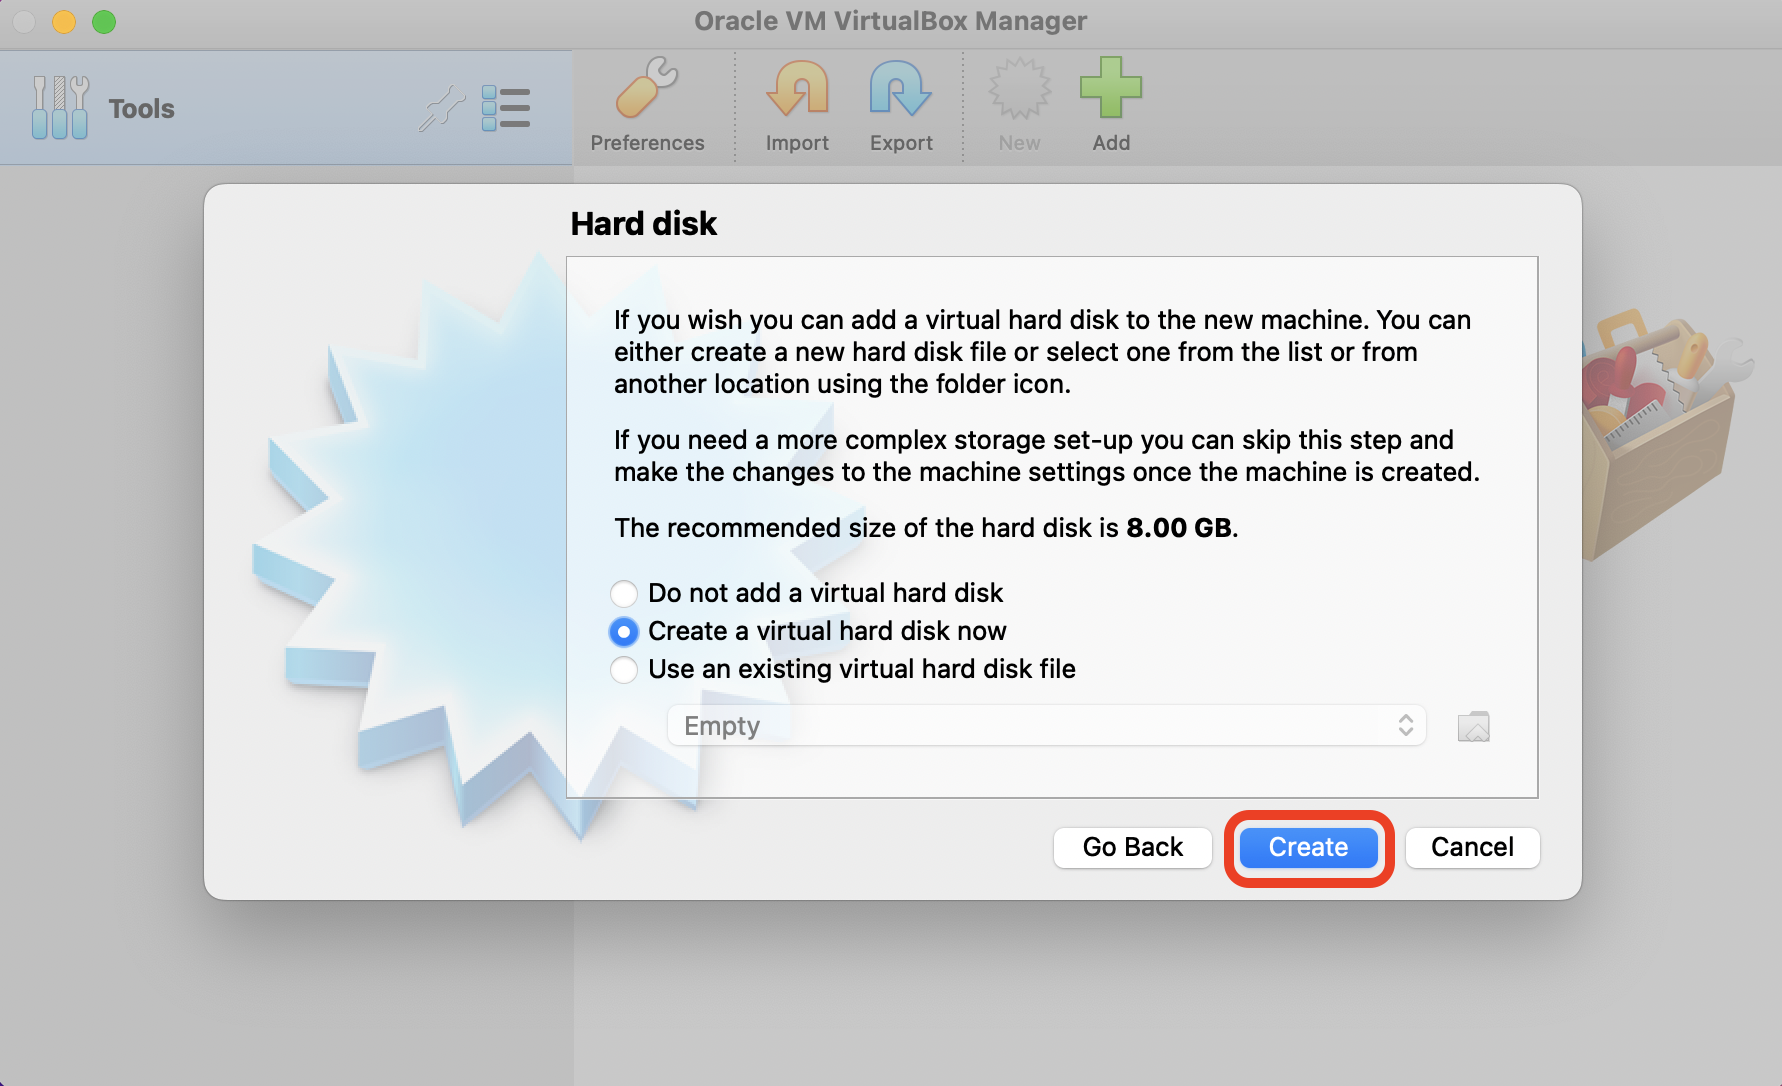 Oracle VM VirtualBox Manager
Tools
Preferences
Import
Export
New
Add
Hard disk
If you wish you can add a virtual hard disk to the new machine. You can
either create a new hard disk file or select one from the list or from
another location using the folder icon.
If you need a more complex storage set-up you can skip this step and
make the changes to the machine settings once the machine is created.
The recommended size of the hard disk is 8.00 GB.
Do not add a virtual hard disk
Create a virtual hard disk now
Use an existing virtual hard disk file
Empty
Go Back
Create
Cancel